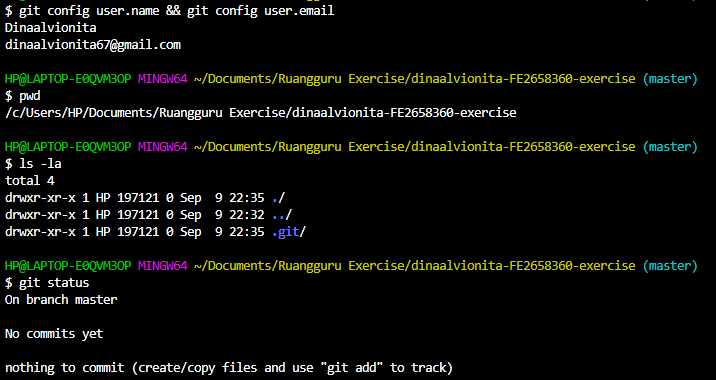 $ git config user.name && git config user.email
Dinaalvionita
dinaalvionita67@gmail.com
HP@LAPTOP-E0QVM3OP MINGW64 ~/Documents/Ruangguru Exercise/dinaalvionita-FE2658360-exercise (master)
$ pwd
/c/Users/HP/Documents/Ruangguru Exercise/dinaalvionita-FE2658360-exercise
HP@LAPTOP-E0QVM3OP MINGW64 ~/Documents/Ruangguru Exercise/dinaalvionita-FE2658360-exercise (master)
$ ls -la
total 4
drwxr-xr-x 1 HP 197121 0 Sep  9 22:35 ./
drwxr-xr-x 1 HP 197121 0 Sep  9 22:32 ../
drwxr-xr-x 1 HP 197121 0 Sep  9 22:35 .git/
HP@LAPTOP-E0QVM3OP MINGW64 ~/Documents/Ruangguru Exercise/dinaalvionita-FE2658360-exercise (master)
$ git status
On branch master
No commits yet
nothing to commit (create/copy files and use "git add" to track)